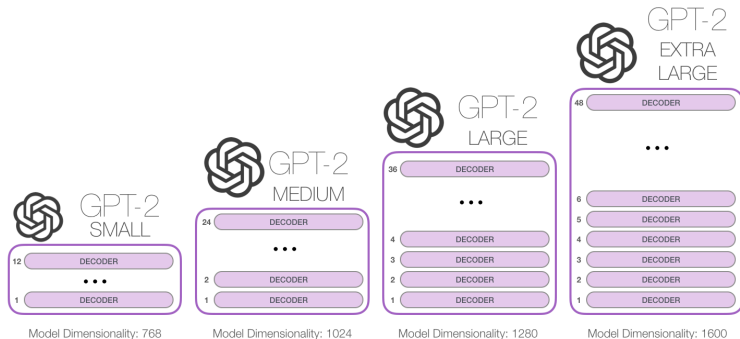 GPT-2
SMALL
12 DECODER
...
1 DECODER
Model Dimensionality: 768
GPT-2
MEDIUM
24 DECODER
...
2 DECODER
1 DECODER
Model Dimensionality: 1024
GPT-2
LARGE
36 DECODER
...
4 DECODER
3 DECODER
2 DECODER
1 DECODER
Model Dimensionality: 1280
GPT-2
EXTRA
LARGE
48 DECODER
...
6 DECODER
5 DECODER
4 DECODER
3 DECODER
2 DECODER
1 DECODER
Model Dimensionality: 1600